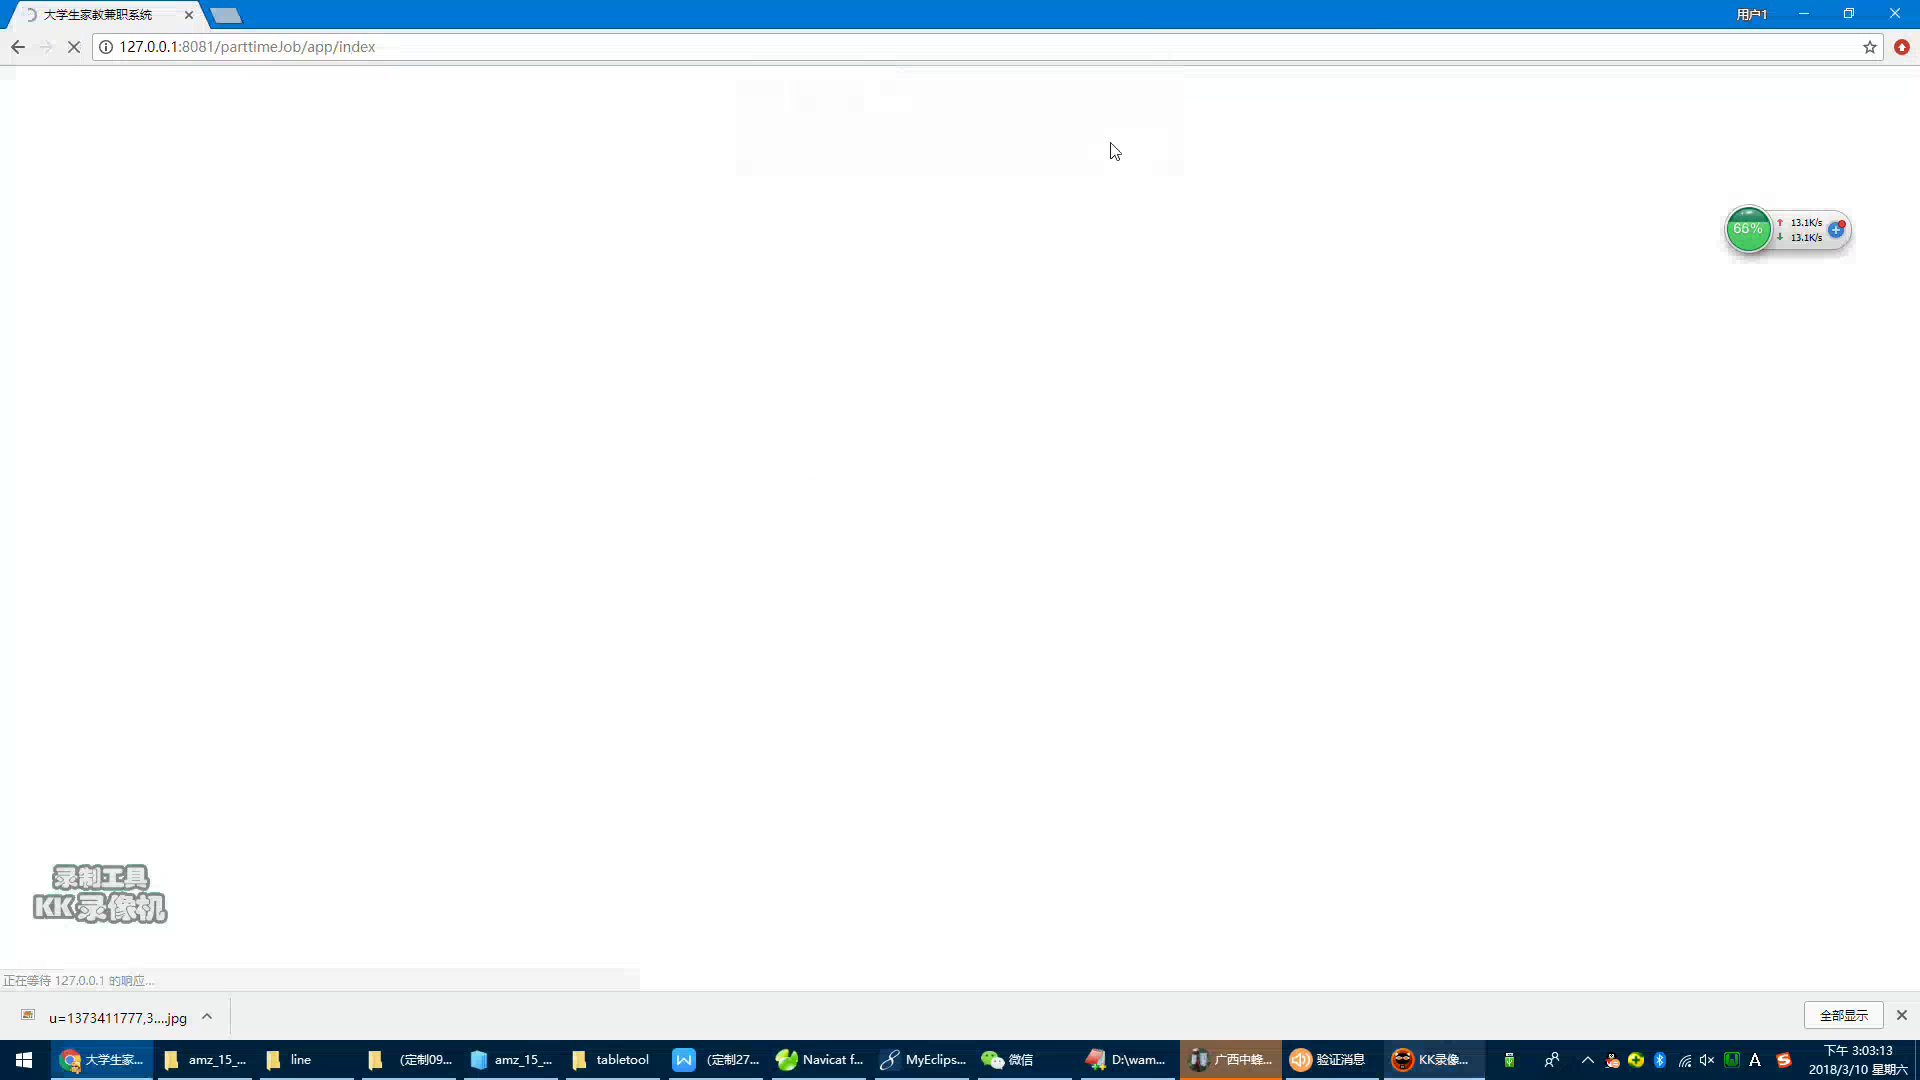 大学生家教兼职系统
用户1
127.0.0.1:8081/parttimeJob/app/index
66%
13.1K/s
13.1K/s
录制工具
KK录像机
正在等待 127.0.0.1 的响应...
u=1373411777,3....jpg
全部显示
大学生家...
amz_15_...
line
(定制09...
amz_15_...
tabletool
(定制27...
Navicat f...
MyEclips...
微信
D:\wam...
广西中蜂...
验证消息
KK录像...
A
下午 3:03:13
2018/3/10 星期六